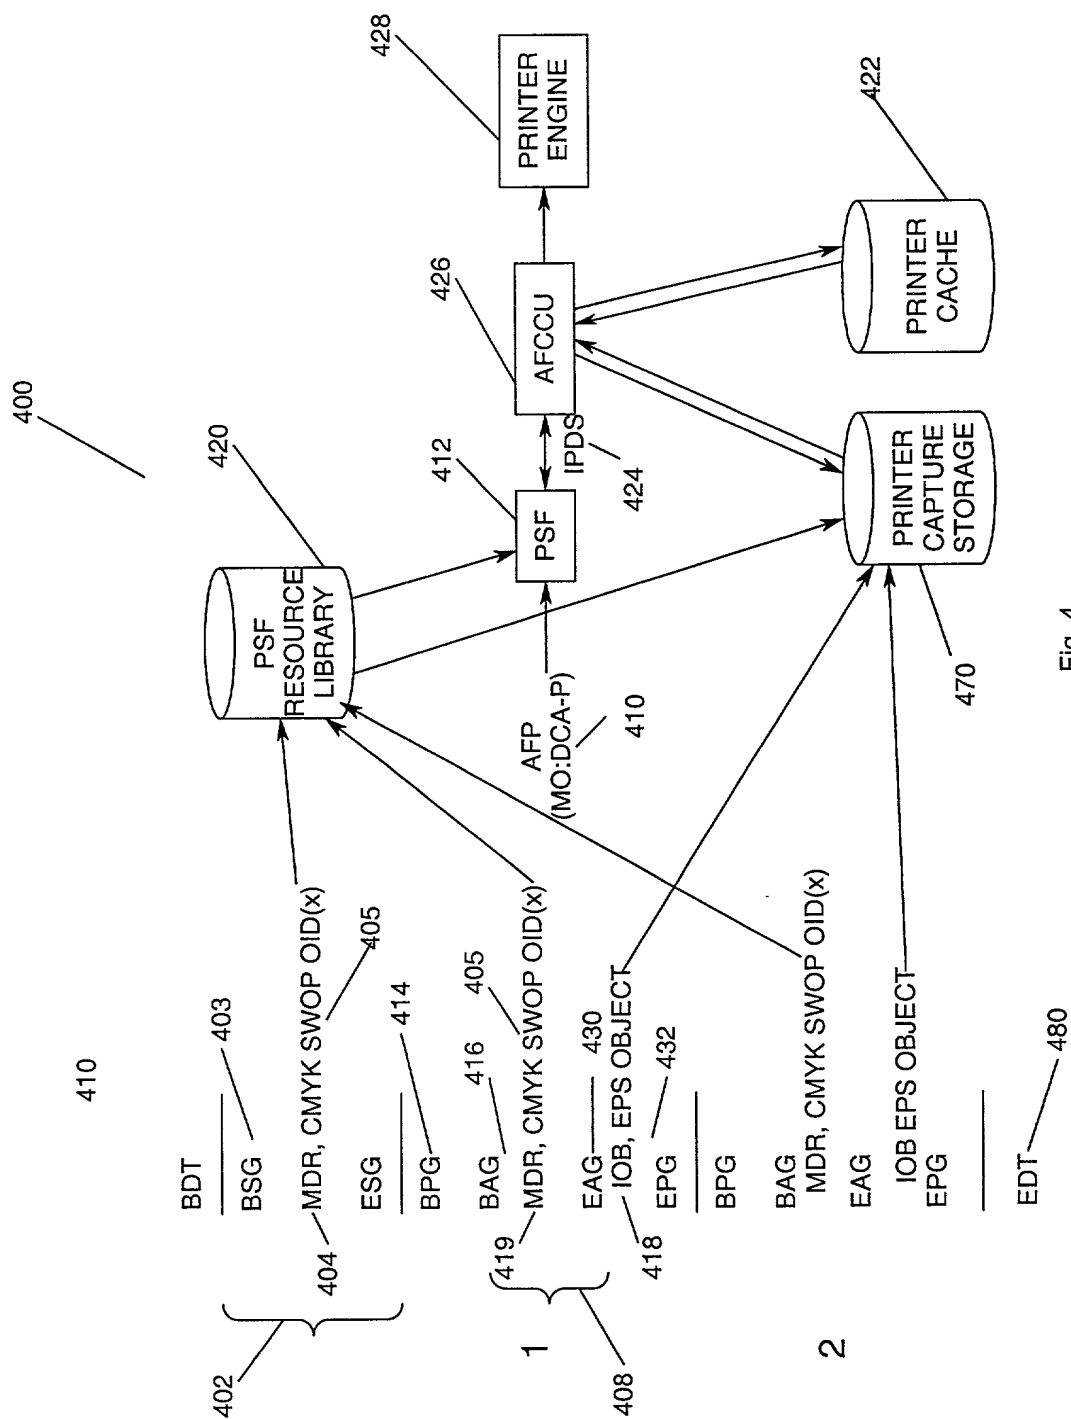 400
410
BDT
BSG
403
MDR, CMYK SWOP OID(x)
404
405
ESG
402
BPG
414
BAG
416
1
419
MDR, CMYK SWOP OID(x)
405
EAG
430
IOB, EPS OBJECT
418
408
EPG
432
2
BPG
BAG
MDR, CMYK SWOP OID(x)
EAG
IOB EPS OBJECT
EPG
EDT
480
PSF
RESOURCE
LIBRARY
420
AFP
(MO:DCA-P)
410
PSF
412
IPDS
424
AFCCU
426
PRINTER
ENGINE
428
PRINTER
CAPTURE
STORAGE
470
PRINTER
CACHE
422
Fig. 4